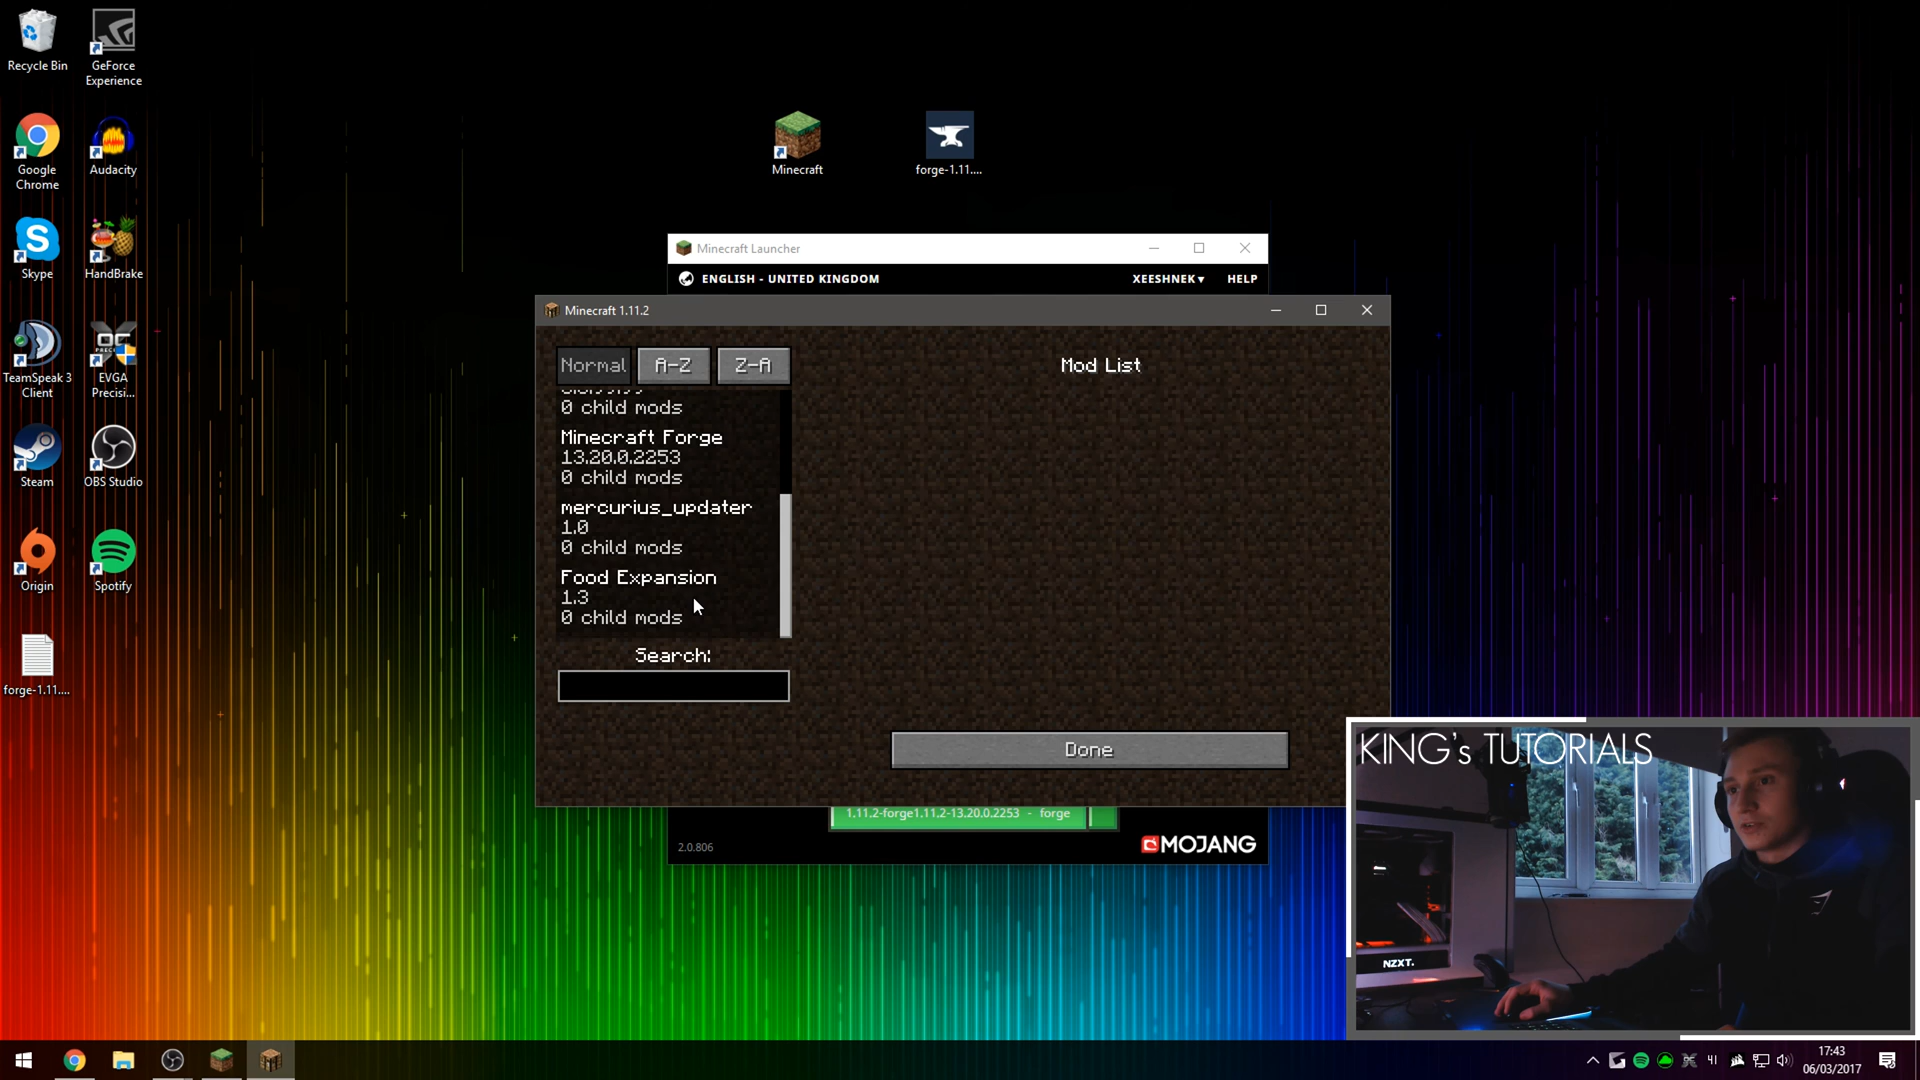 Recycle Bin
GeForce
Experience
Google
Chrome
Audacity
Skype
HandBrake
TeamSpeak 3
Client
EVGA
Precisi...
Steam
OBS Studio
Origin
Spotify
forge-1.11....
Minecraft
forge-1.11....
Minecraft Launcher
ENGLISH - UNITED KINGDOM
XEESHNEK▾
HELP
Minecraft 1.11.2
Normal
A-Z
Z-A
Mod List
0 child mods
Minecraft Forge
13.20.0.2253
0 child mods
mercurius_updater
1.0
0 child mods
Food Expansion
1.3
0 child mods
Search:
Done
1.11.2-forge1.11.2-13.20.0.2253 - forge
2.0.806
MOJANG
KING's TUTORIALS
NZXT.
41
17:43
06/03/2017